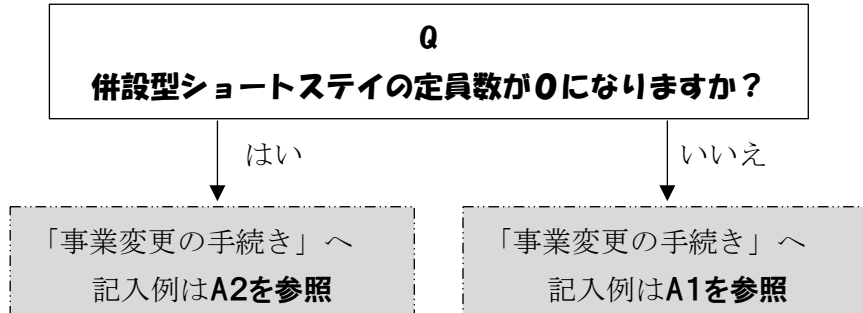 Q
併設型ショートステイの定員数が0になりますか？
はい
いいえ
「事業変更の手続き」へ
記入例はA2を参照
「事業変更の手続き」へ
記入例はA1を参照